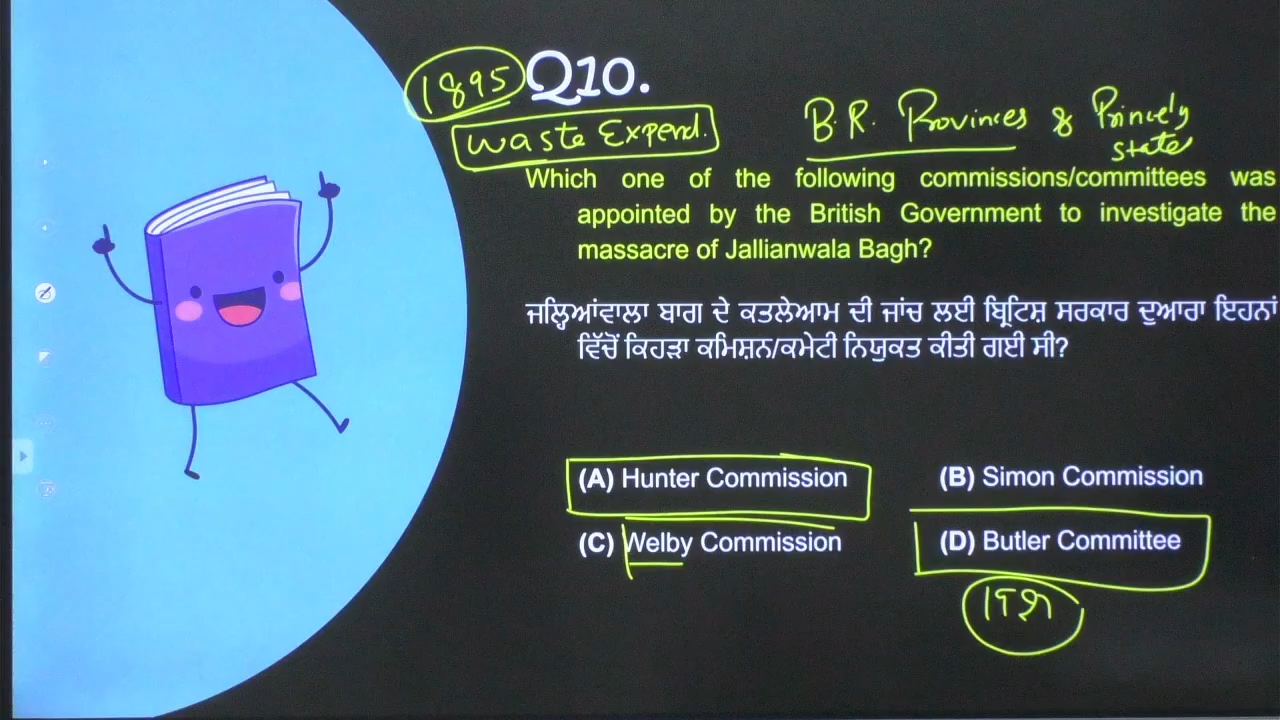 1895 Q10.
Waste Expend.
B.R. Provinces & Princely
states
Which one of the following commissions/committees was
appointed by the British Government to investigate the
massacre of Jallianwala Bagh?
ਜਲ੍ਹਿਆਂਵਾਲਾ ਬਾਗ ਦੇ ਕਤਲੇਆਮ ਦੀ ਜਾਂਚ ਲਈ ਬ੍ਰਿਟਿਸ਼ ਸਰਕਾਰ ਦੁਆਰਾ ਇਹਨਾਂ
ਵਿੱਚੋਂ ਕਿਹੜਾ ਕਮਿਸ਼ਨ/ਕਮੇਟੀ ਨਿਯੁਕਤ ਕੀਤੀ ਗਈ ਸੀ?
(A) Hunter Commission (B) Simon Commission
(C) Welby Commission (D) Butler Committee